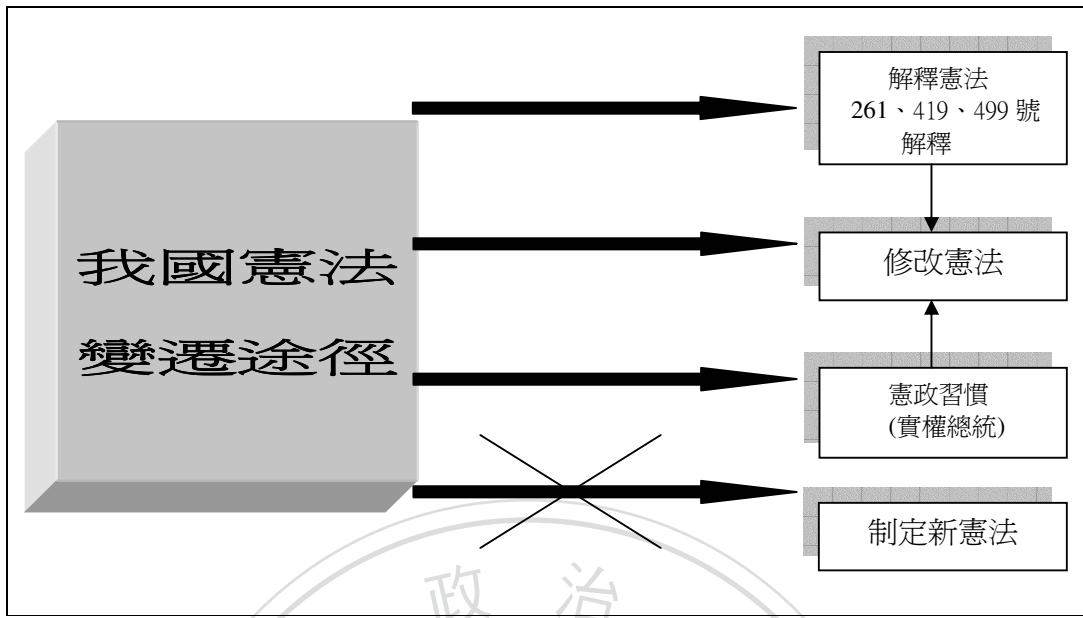 我國憲法
變遷途徑
解釋憲法
261、419、499 號
解釋
修改憲法
憲政習慣
(實權總統)
制定新憲法
政 治